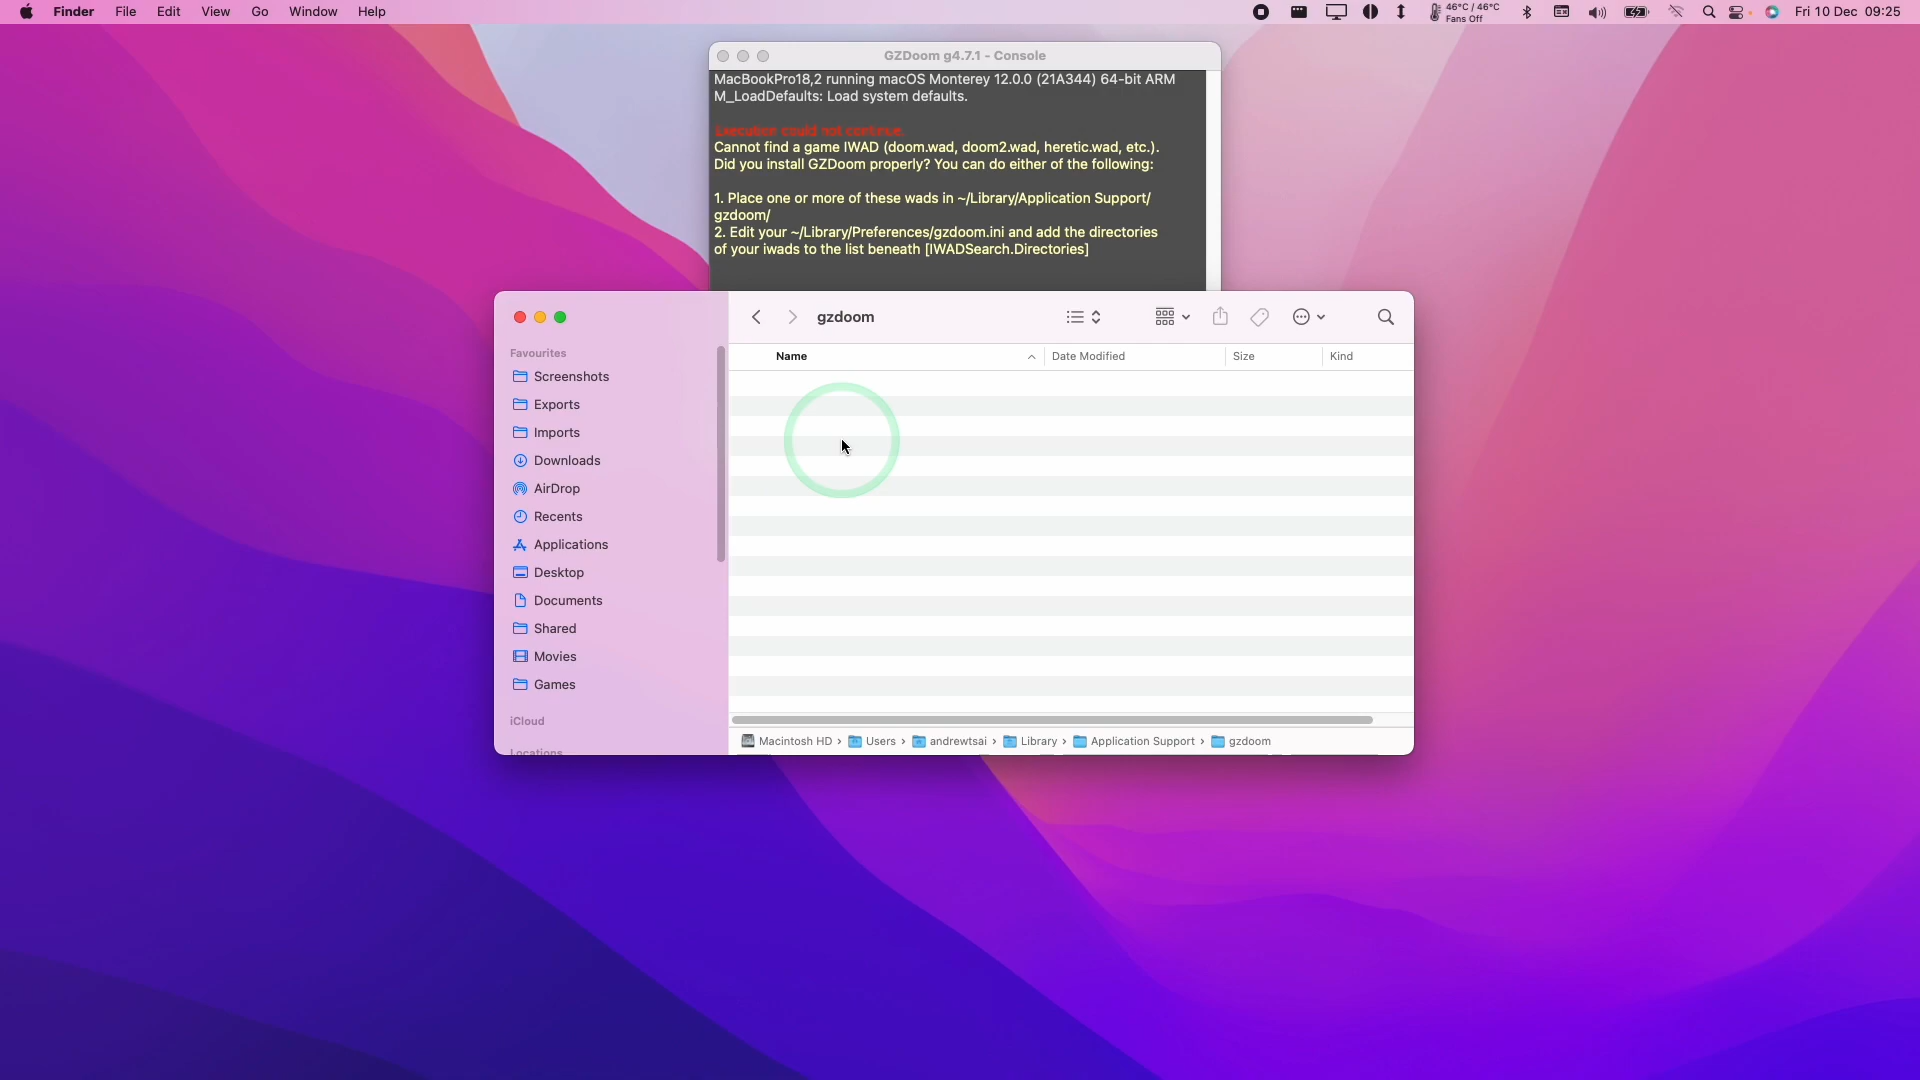 Finder File Edit View Go Window Help
46°C / 46°C
Fans Off
Fri 10 Dec 09:25
GZDoom g4.7.1 - Console
MacBookPro18,2 running macOS Monterey 12.0.0 (21A344) 64-bit ARM
M_LoadDefaults: Load system defaults.
Execution could not continue.
Cannot find a game IWAD (doom.wad, doom2.wad, heretic.wad, etc.).
Did you install GZDoom properly? You can do either of the following:
1. Place one or more of these wads in ~/Library/Application Support/
gzdoom/
2. Edit your ~/Library/Preferences/gzdoom.ini and add the directories
of your iwads to the list beneath [IWADSearch.Directories]
gzdoom
Name Date Modified Size Kind
Favourites
Screenshots
Exports
Imports
Downloads
AirDrop
Recents
Applications
Desktop
Documents
Shared
Movies
Games
iCloud
Locations
Macintosh HD › Users › andrewtsai › Library › Application Support › gzdoom